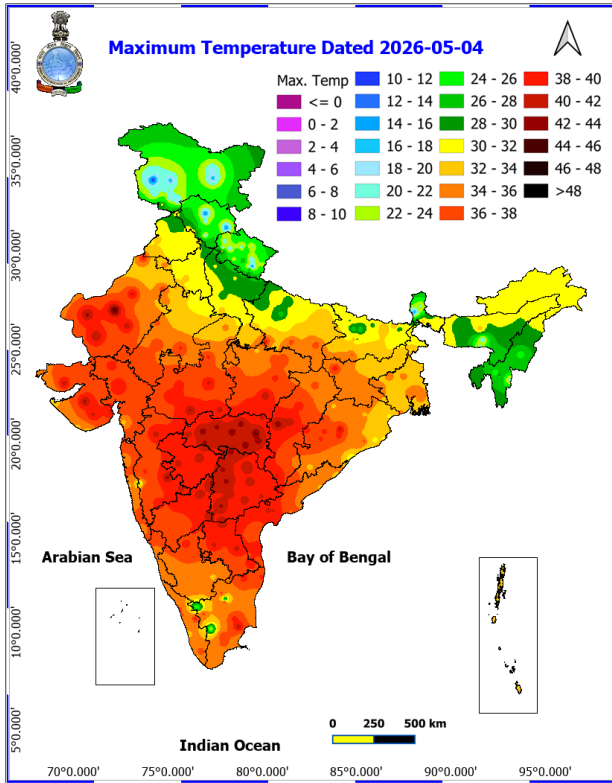 Maximum Temperature Dated 2026-05-04
Max. Temp
<= 0
0 - 2
2 - 4
4 - 6
6 - 8
8 - 10
10 - 12
12 - 14
14 - 16
16 - 18
18 - 20
20 - 22
22 - 24
24 - 26
26 - 28
28 - 30
30 - 32
32 - 34
34 - 36
36 - 38
38 - 40
40 - 42
42 - 44
44 - 46
46 - 48
>48
40°0.000'
35°0.000'
30°0.000'
25°0.000'
20°0.000'
15°0.000'
10°0.000'
5°0.000'
Arabian Sea
Bay of Bengal
Indian Ocean
0 250 500 km
70°0.000' 75°0.000' 80°0.000' 85°0.000' 90°0.000' 95°0.000'